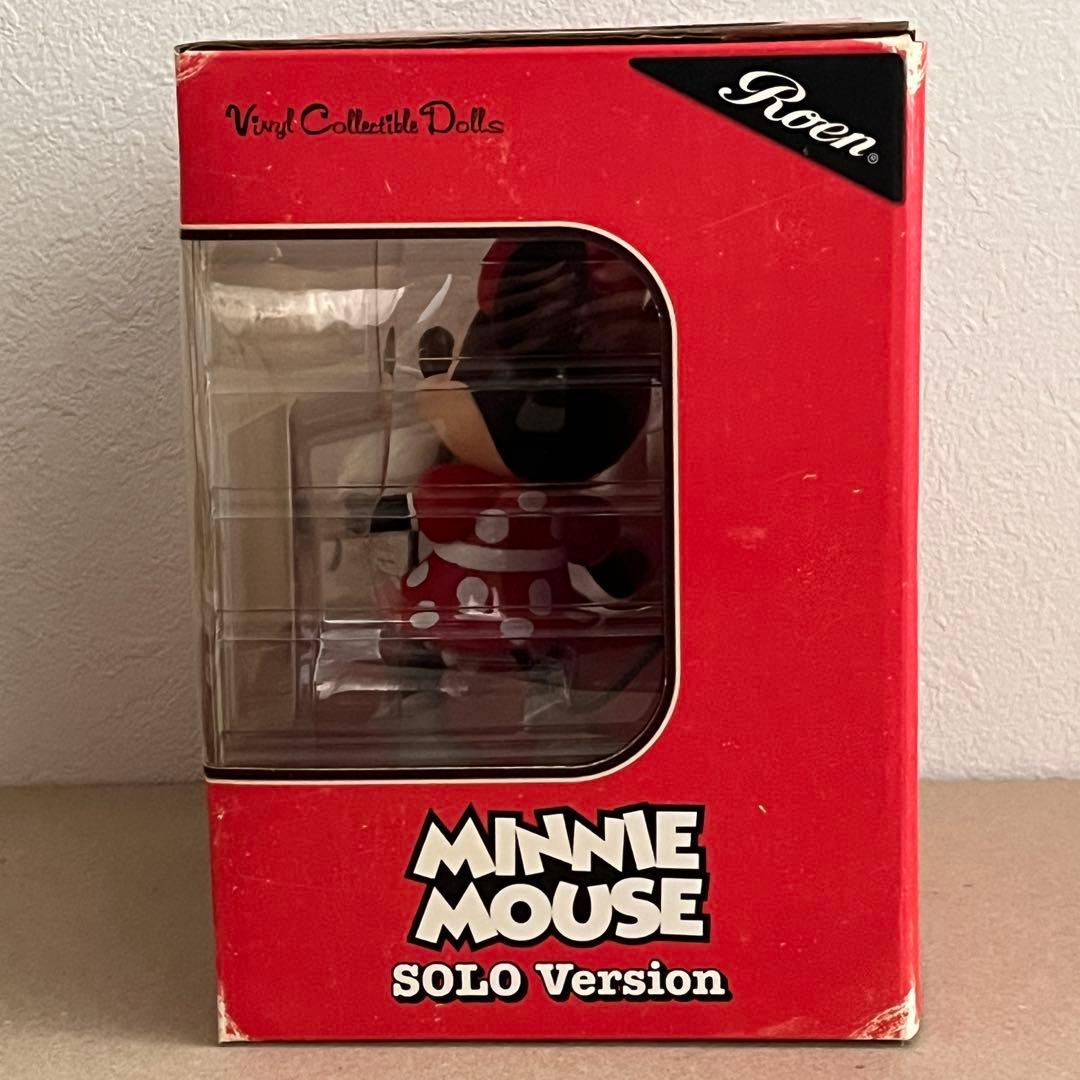 Vinyl Collectible Dolls
Roen®
MINNIE
MOUSE
SOLO Version